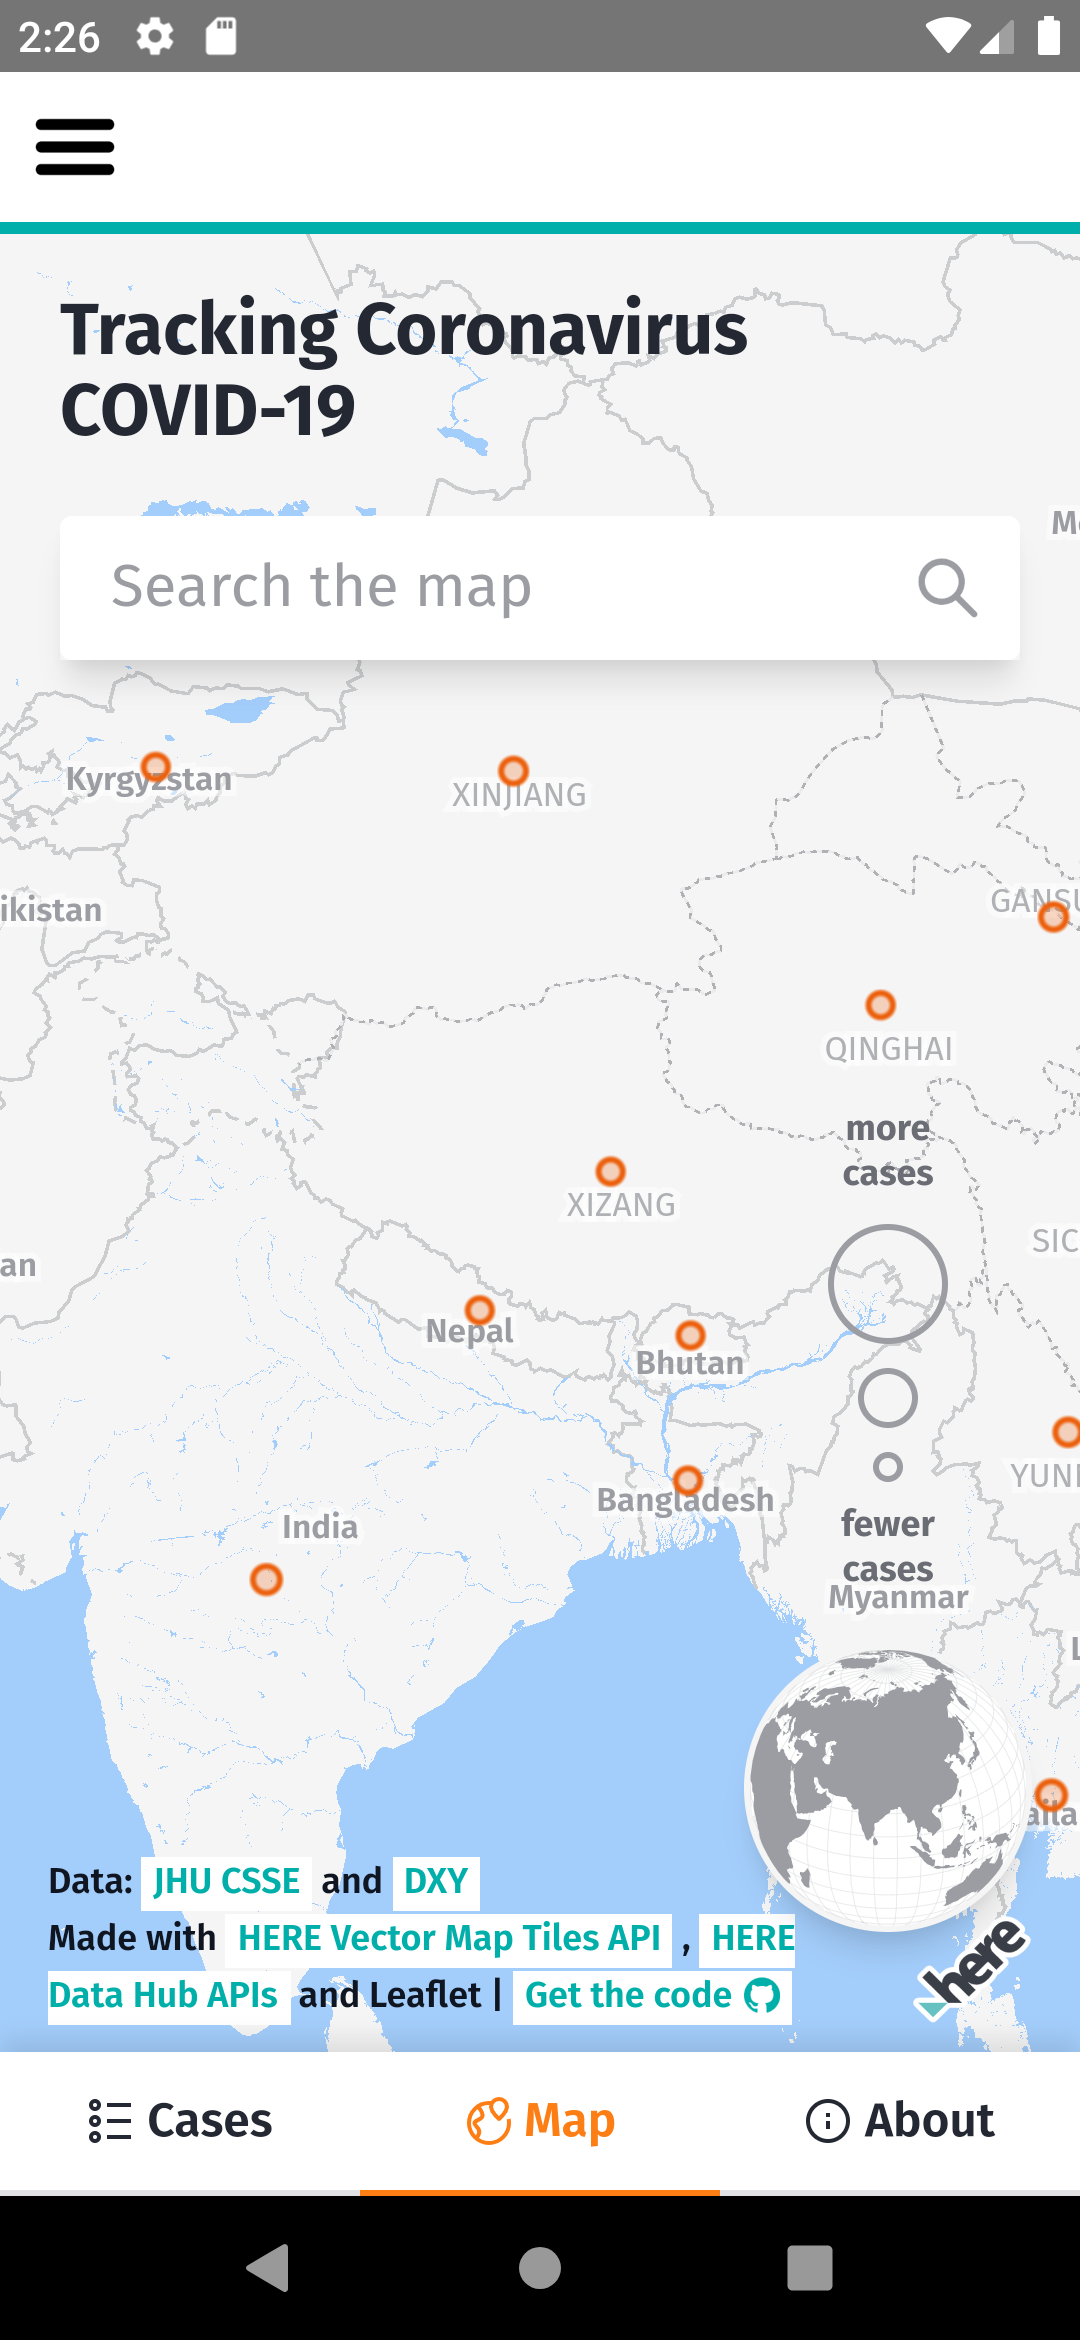 2:26
Tracking Coronavirus
COVID-19
Search the map
Kyrgyzstan
XINJIANG
ikistan
GANSU
QINGHAI
more
cases
XIZANG
SIC
an
Nepal
Bhutan
YUN
Bangladesh
India
fewer
cases
Myanmar
aila
Data: JHU CSSE and DXY
Made with HERE Vector Map Tiles API , HERE
Data Hub APIs and Leaflet | Get the code
here
Cases
Map
About